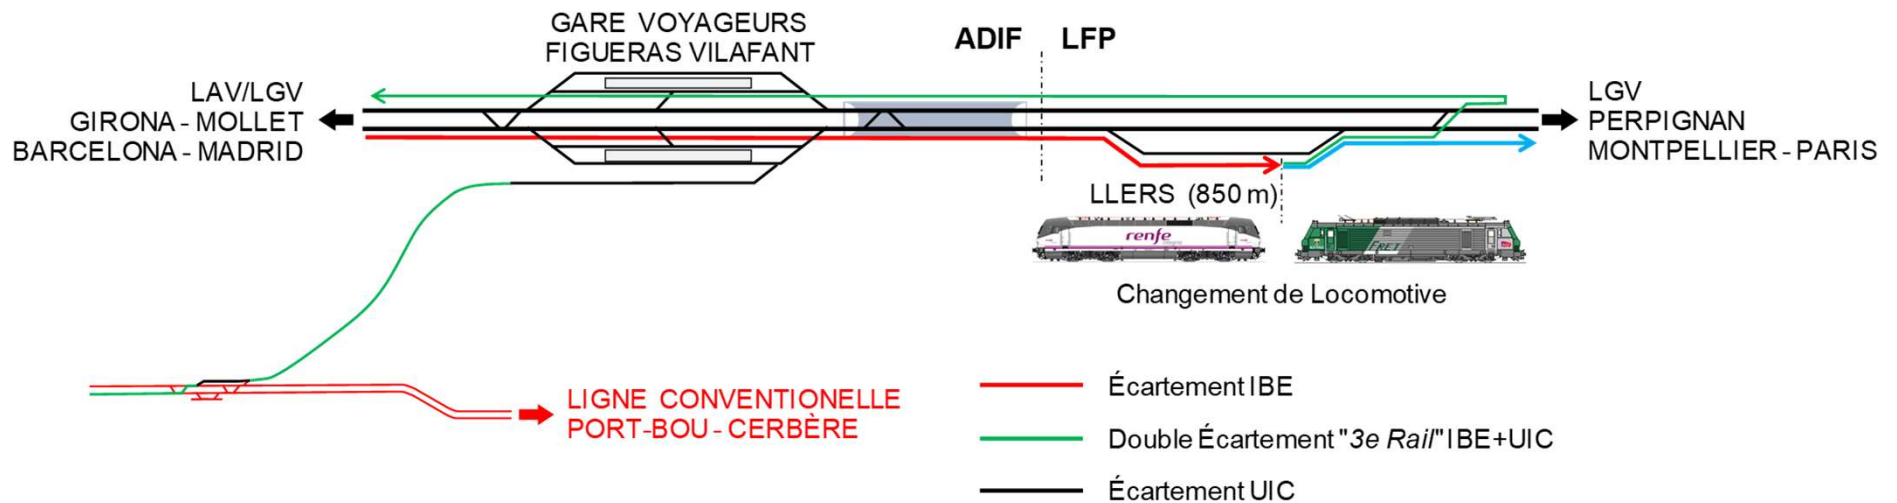 GARE VOYAGEURS
FIGUERAS VILAFANT
ADIF
LFP
LAV/LGV
GIRONA - MOLLET
BARCELONA - MADRID
LGV
PERPIGNAN
MONTPELLIER - PARIS
LLERS (850 m)
renfe
FRET
Changement de Locomotive
LIGNE CONVENTIONELLE
PORT-BOU - CERBÈRE
Écartement IBE
Double Écartement "3e Rail" IBE+UIC
Écartement UIC